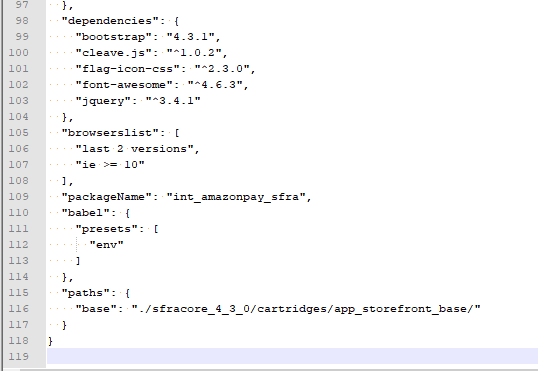 97 },
98 "dependencies": {
99 "bootstrap": "4.3.1",
100 "cleave.js": "^1.0.2",
101 "flag-icon-css": "^2.3.0",
102 "font-awesome": "^4.6.3",
103 "jquery": "^3.4.1"
104 },
105 "browserslist": [
106 "last 2 versions",
107 "ie >= 10"
108 ],
109 "packageName": "int_amazonpay_sfra",
110 "babel": {
111 "presets": [
112 "env"
113 ]
114 },
115 "paths": {
116 "base": "./sfracore_4_3_0/cartridges/app_storefront_base/"
117 }
118 }
119